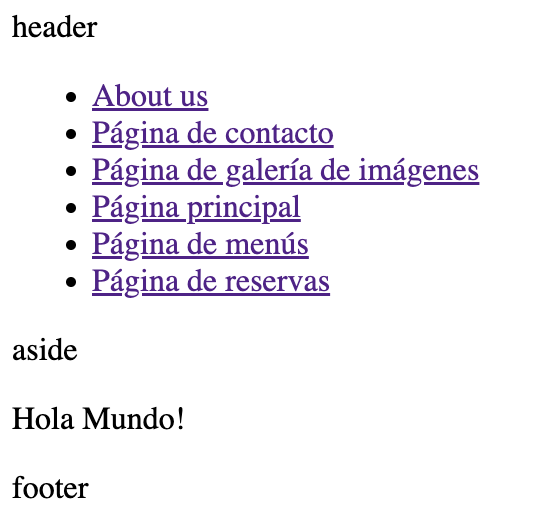 header
About us
Página de contacto
Página de galería de imágenes
Página principal
Página de menús
Página de reservas
aside
Hola Mundo!
footer